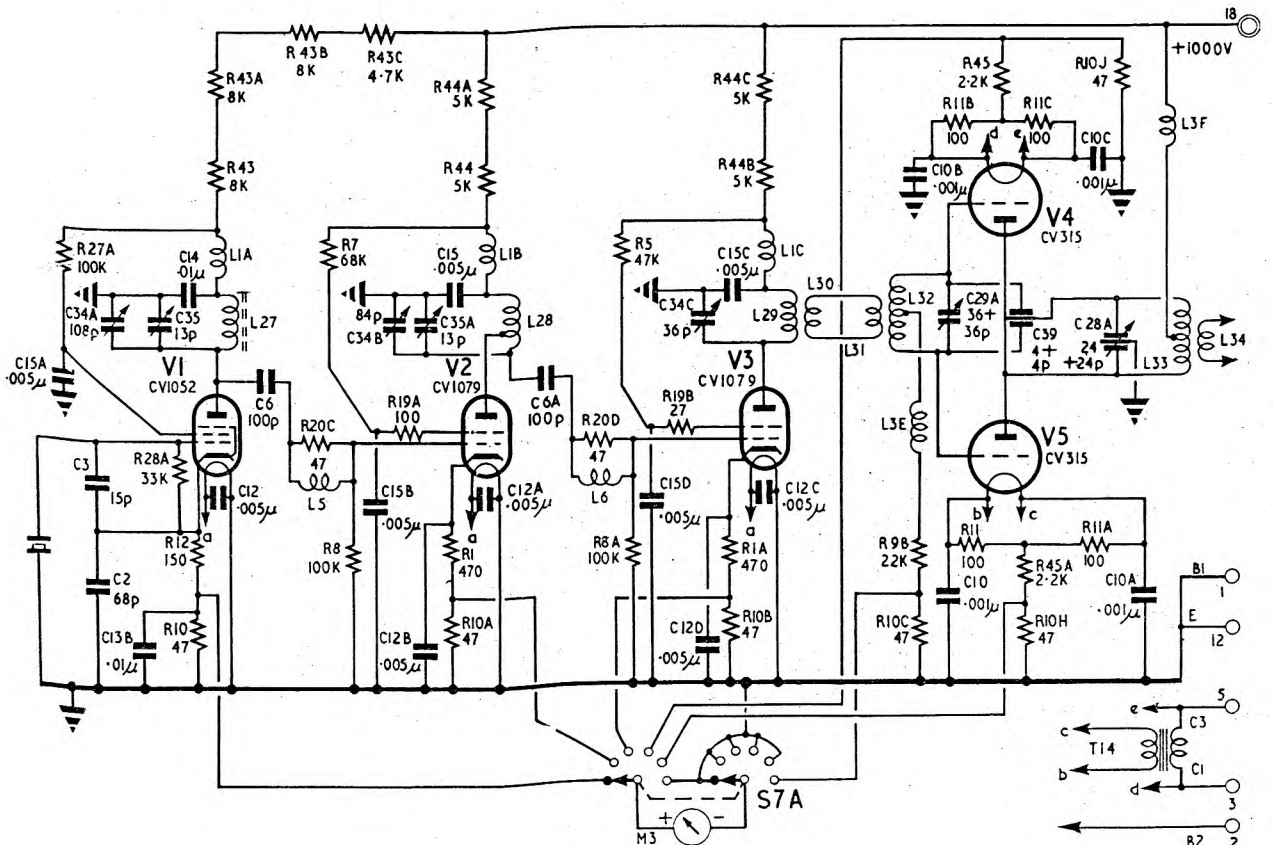 18
+1000V
R43B
8K
R43C
4.7K
R43A
8K
R44A
5K
R44C
5K
R45
2.2K
R10J
47
R11B
100
R11C
100
L3F
d
e
C10C
.001µ
C10B
.001µ
R43
8K
R44
5K
R44B
5K
V4
CV315
R27A
100K
C14
.01µ
L1A
R7
68K
C15
.005µ
L1B
R5
47K
C15C
.005µ
L1C
C34A
108p
C35
13p
L27
84p
C34B
C35A
13p
L28
C34C
36p
L29
L30
L31
L32
C29A
36+
36p
C39
4+
4p
C28A
24
+24p
L33
L34
C15A
.005µ
V1
CV1052
V2
CV1079
V3
CV1079
C6
100p
R19A
100
C6A
100p
R19B
27
L3E
V5
CV315
R20C
47
L5
R20D
47
L6
C3
15p
R28A
33K
C12
.005µ
a
C15B
.005µ
C12A
.005µ
a
C15D
.005µ
C12C
.005µ
a
b
c
R12
150
R8
100K
R1
470
R8A
100K
R1A
470
R9B
22K
R11
100
R11A
100
R45A
2.2K
C10
.001µ
C10A
.001µ
C2
68p
C13B
.01µ
R10
47
C12B
.005µ
R10A
47
C12D
.005µ
R10B
47
R10C
47
R10H
47
B1
1
E
12
e
5
c
T14
C3
b
C1
d
3
S7A
M3
+
-
B2
2